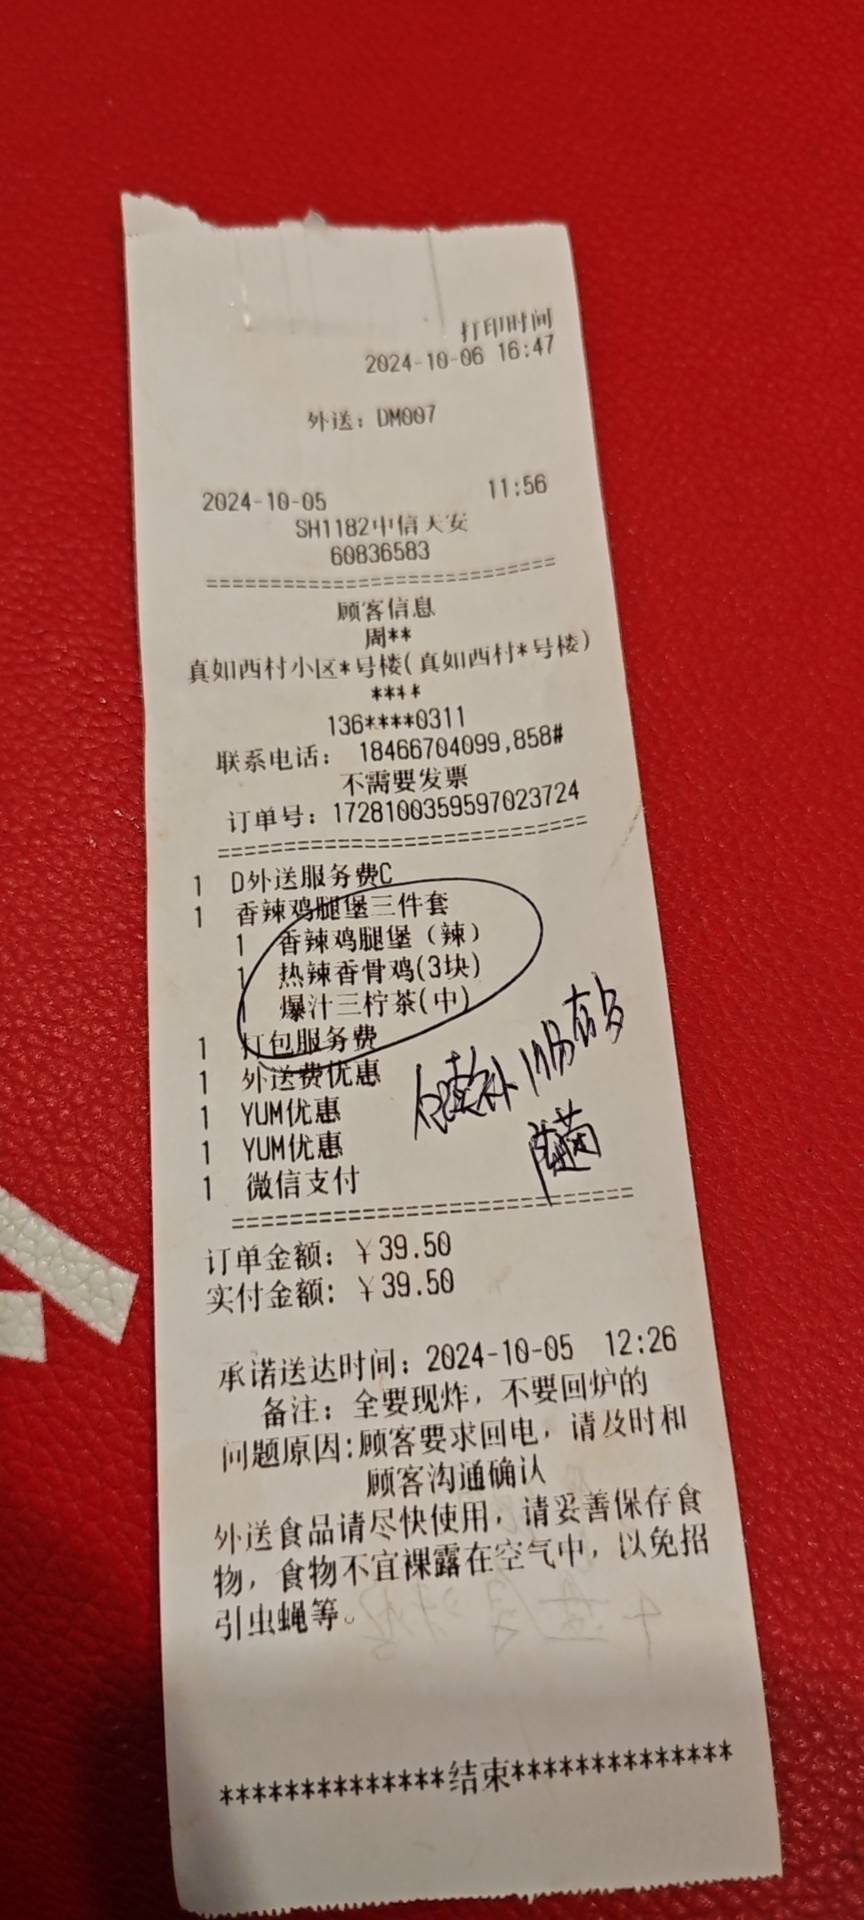 打印时间
2024-10-06 16:47
外送：DM007
2024-10-05 11:56
SH1182中信天安
60836583
============================
顾客信息
周**
真如西村小区*号楼(真如西村*号楼)
****
136****0311
联系电话： 18466704099,858#
不需要发票
订单号：1728100359597023724
============================
1 D外送服务费C
1 香辣鸡腿堡三件套
1 香辣鸡腿堡（辣）
1 热辣香骨鸡(3块)
1 爆汁三柠茶(中)
1 打包服务费
1 外送费优惠
1 YUM优惠
1 YUM优惠
1 微信支付
============================
订单金额：￥39.50
实付金额：￥39.50
承诺送达时间：2024-10-05 12:26
备注：全要现炸，不要回炉的
问题原因:顾客要求回电，请及时和
顾客沟通确认
外送食品请尽快使用，请妥善保存食
物，食物不宜裸露在空气中，以免招
引虫蝇等。
**************结束**************